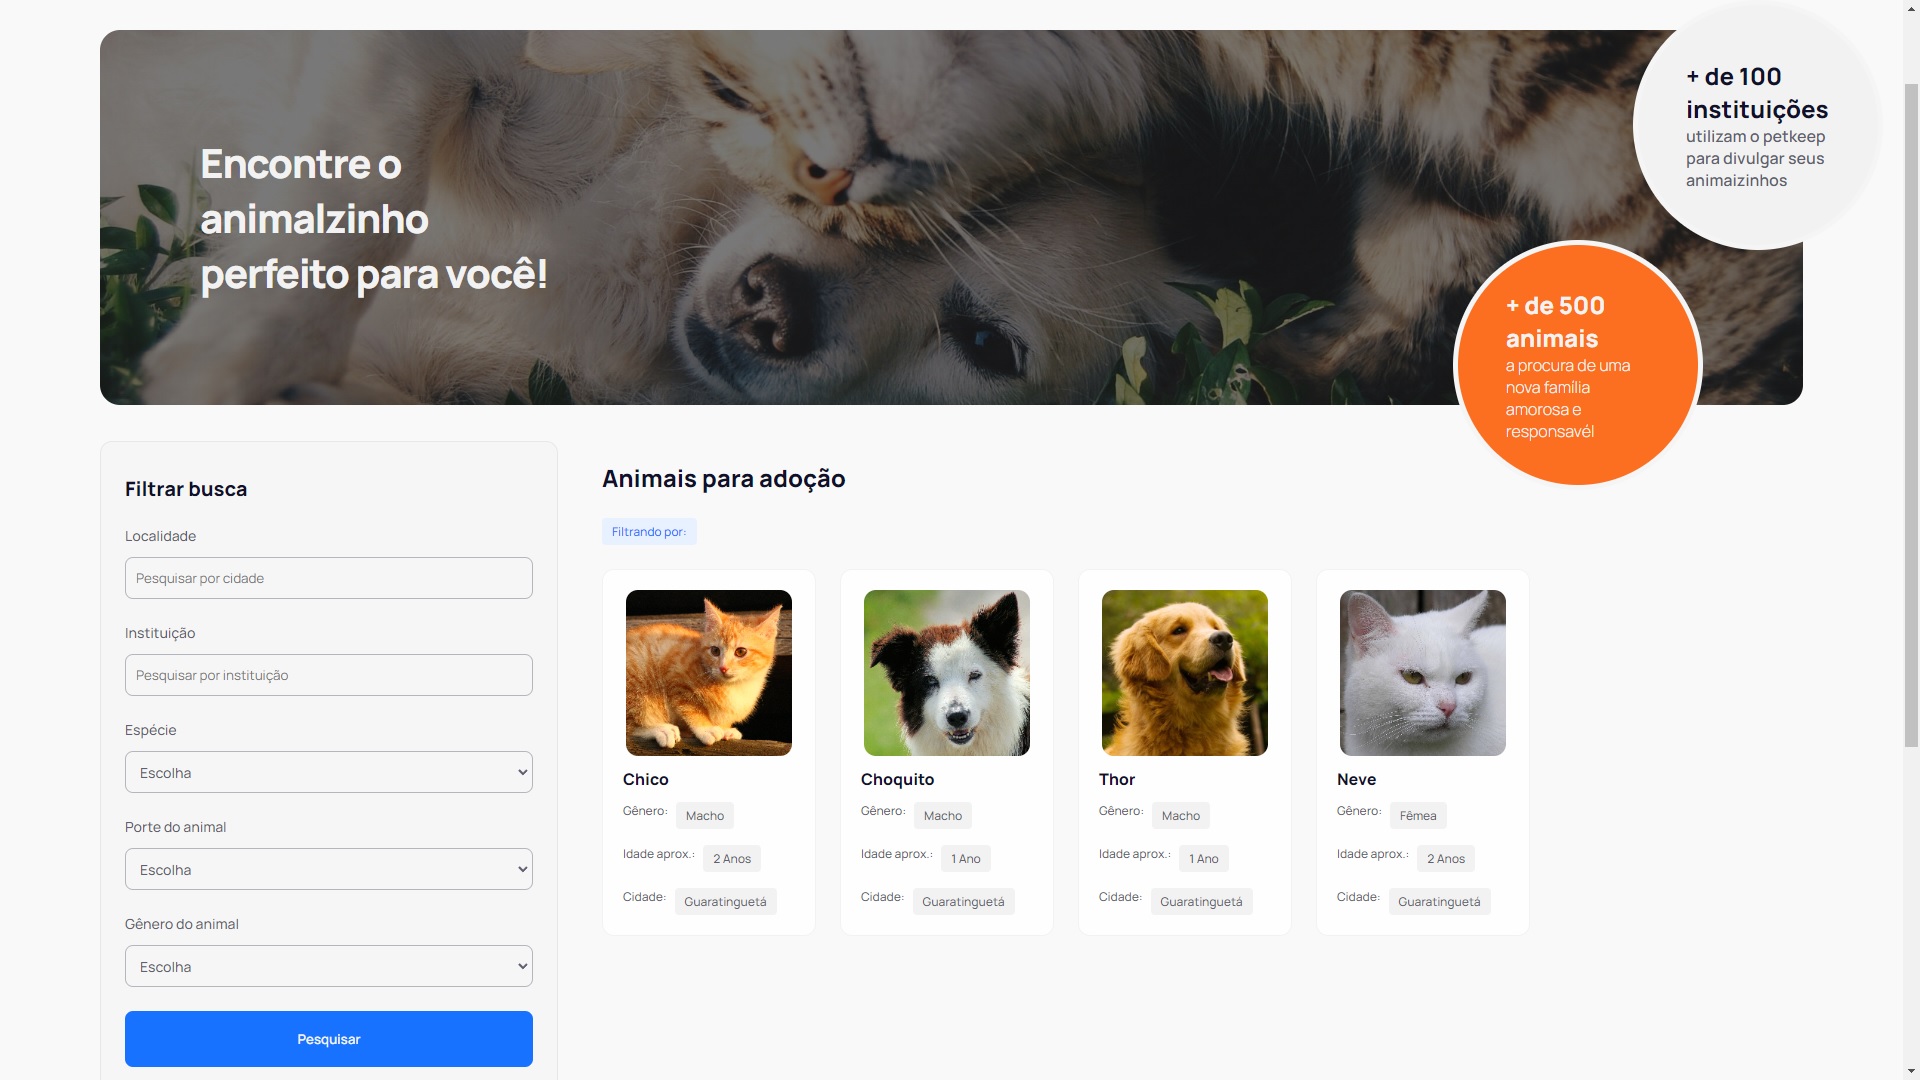 Encontre o
animalzinho
perfeito para você!
+ de 100
instituições
utilizam o petkeep
para divulgar seus
animaizinhos
+ de 500
animais
a procura de uma
nova família
amorosa e
responsavél
Filtrar busca
Localidade
Pesquisar por cidade
Instituição
Pesquisar por instituição
Espécie
Escolha
Porte do animal
Escolha
Gênero do animal
Escolha
Pesquisar
Animais para adoção
Filtrando por:
Chico
Gênero: Macho
Idade aprox.: 2 Anos
Cidade: Guaratinguetá
Choquito
Gênero: Macho
Idade aprox.: 1 Ano
Cidade: Guaratinguetá
Thor
Gênero: Macho
Idade aprox.: 1 Ano
Cidade: Guaratinguetá
Neve
Gênero: Fêmea
Idade aprox.: 2 Anos
Cidade: Guaratinguetá